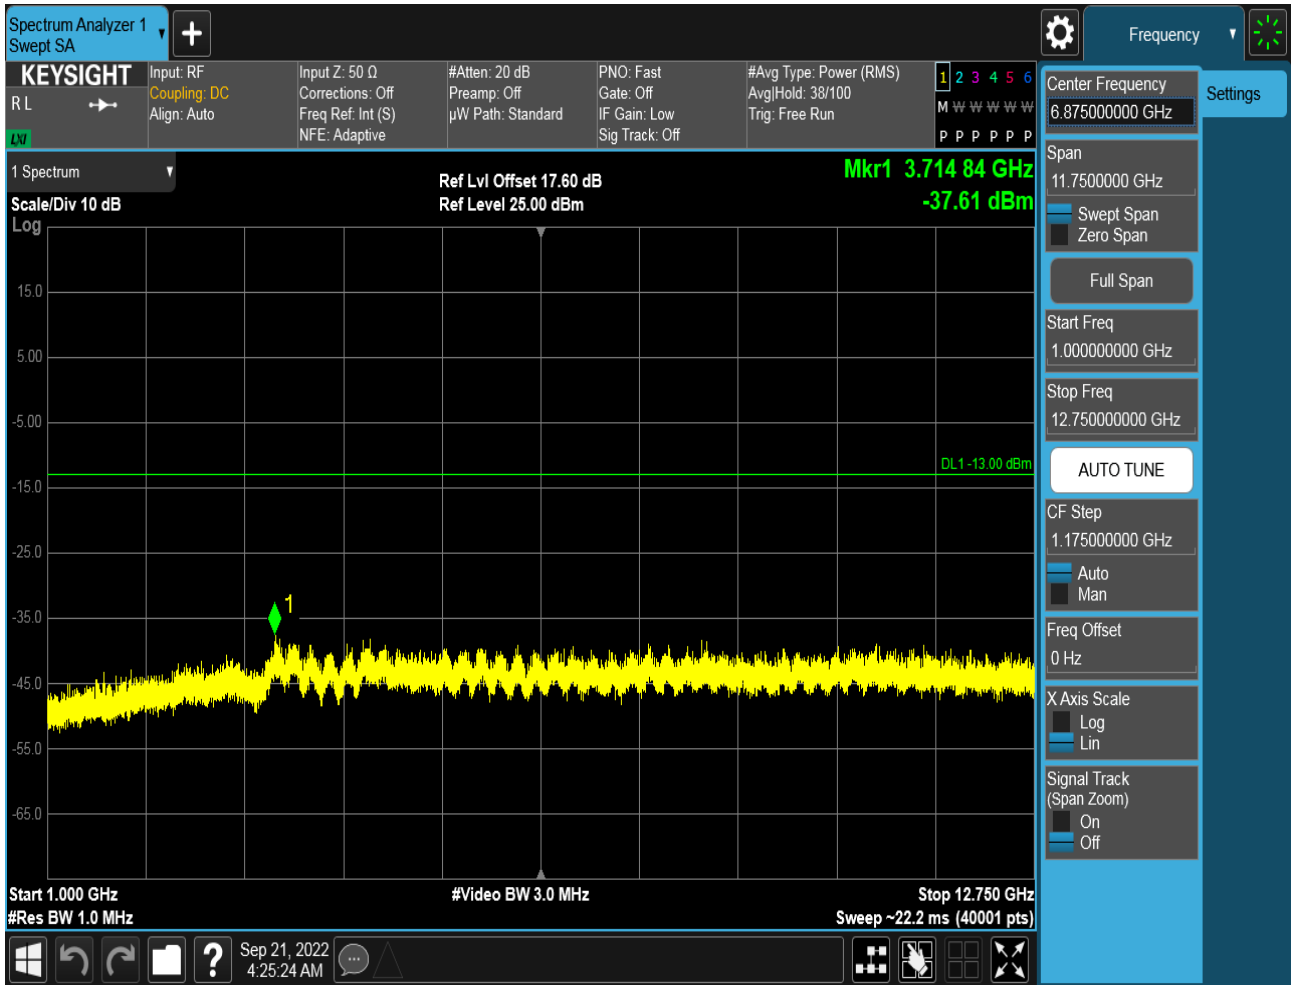 Spectrum Analyzer 1
Swept SA
Frequency
KEYSIGHT
R L
LXI
Input: RF
Coupling: DC
Align: Auto
Input Z: 50 Ω
Corrections: Off
Freq Ref: Int (S)
NFE: Adaptive
#Atten: 20 dB
Preamp: Off
µW Path: Standard
PNO: Fast
Gate: Off
IF Gain: Low
Sig Track: Off
#Avg Type: Power (RMS)
Avg|Hold: 38/100
Trig: Free Run
1 2 3 4 5 6
M W W W W W
P P P P P P
1 Spectrum
Scale/Div 10 dB
Log
Ref Lvl Offset 17.60 dB
Ref Level 25.00 dBm
Mkr1 3.714 84 GHz
-37.61 dBm
15.0
5.00
-5.00
DL1 -13.00 dBm
-15.0
-25.0
1
-35.0
-45.0
-55.0
-65.0
Start 1.000 GHz
#Video BW 3.0 MHz
Stop 12.750 GHz
#Res BW 1.0 MHz
Sweep ~22.2 ms (40001 pts)
?
Sep 21, 2022
4:25:24 AM
Center Frequency
6.875000000 GHz
Settings
Span
11.7500000 GHz
Swept Span
Zero Span
Full Span
Start Freq
1.000000000 GHz
Stop Freq
12.750000000 GHz
AUTO TUNE
CF Step
1.175000000 GHz
Auto
Man
Freq Offset
0 Hz
X Axis Scale
Log
Lin
Signal Track
(Span Zoom)
On
Off